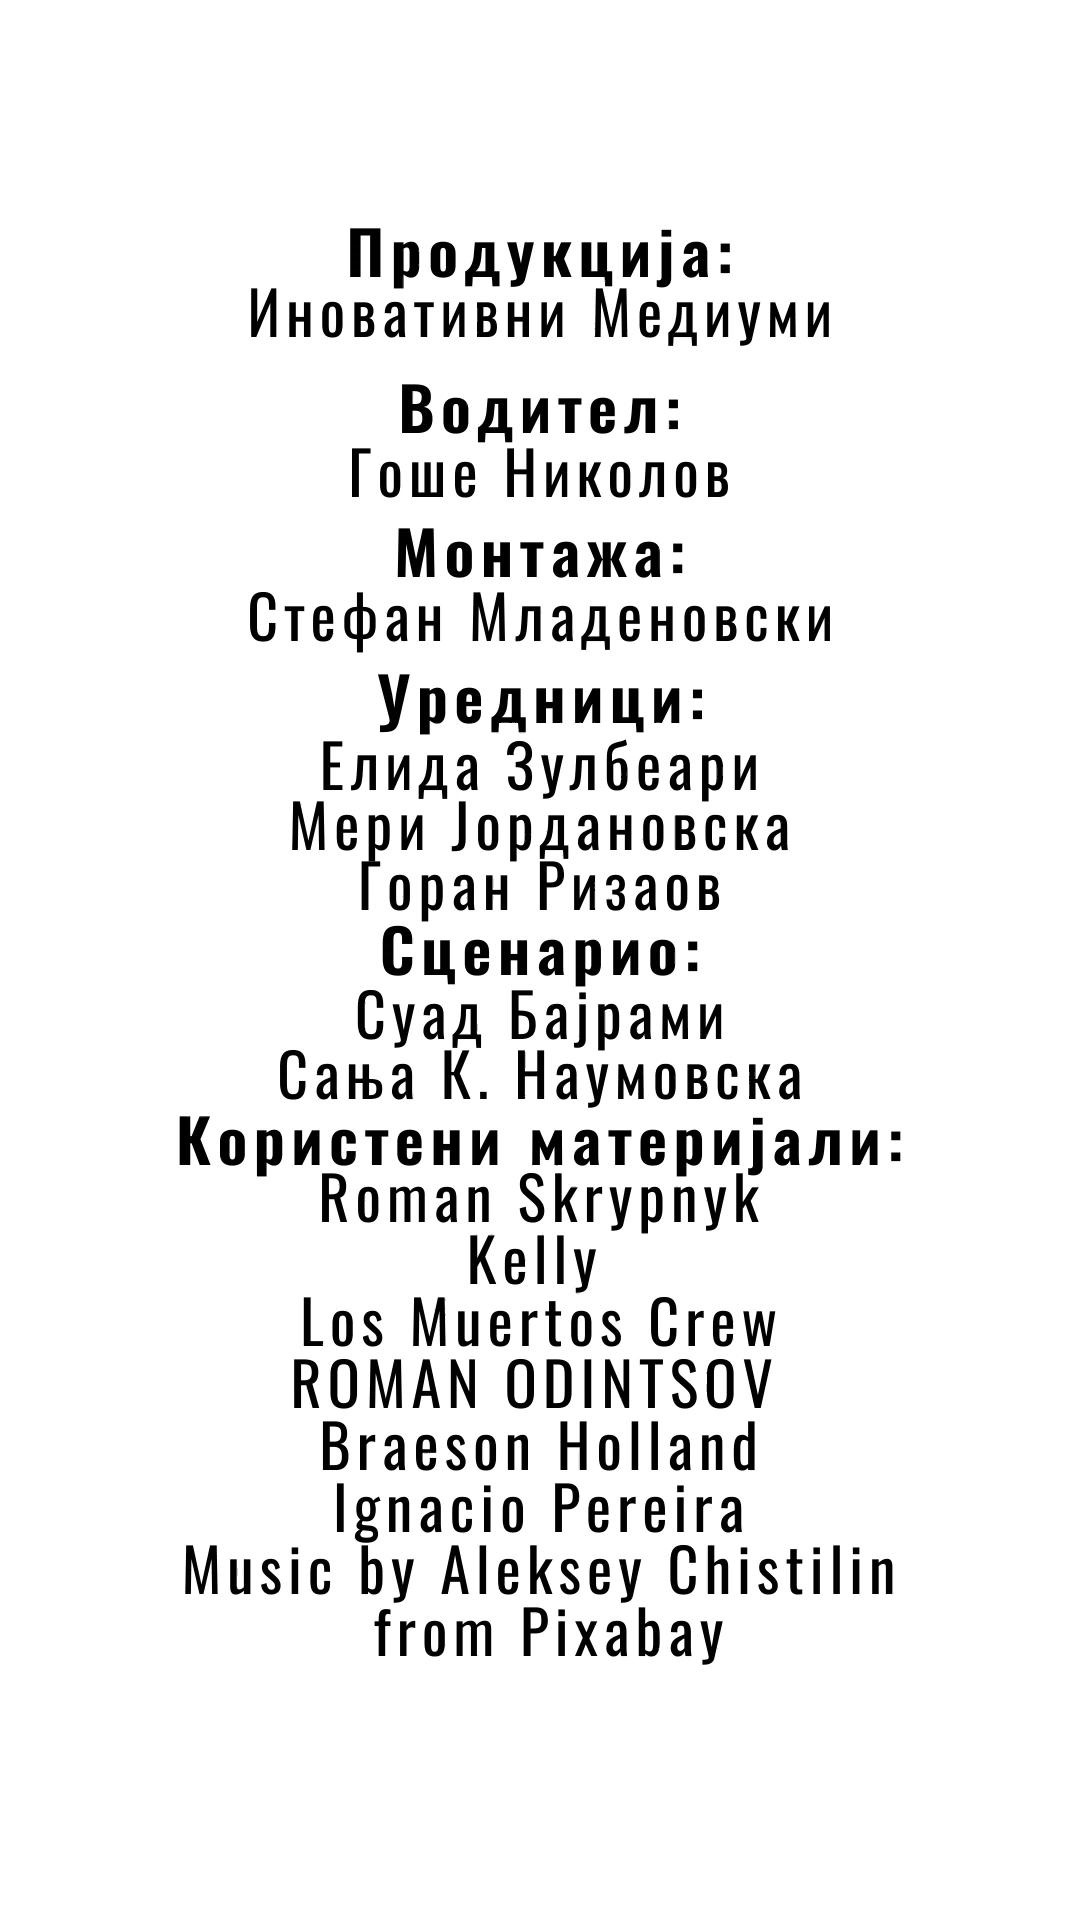 Продукција:
Иновативни Медиуми
Водител:
Гоше Николов
Монтажа:
Стефан Младеновски
Уредници:
Елида Зулбеари
Мери Јордановска
Горан Ризаов
Сценарио:
Суад Бајрами
Сања К. Наумовска
Користени материјали:
Roman Skrypnyk
Kelly
Los Muertos Crew
ROMAN ODINTSOV
Braeson Holland
Ignacio Pereira
Music by Aleksey Chistilin
from Pixabay